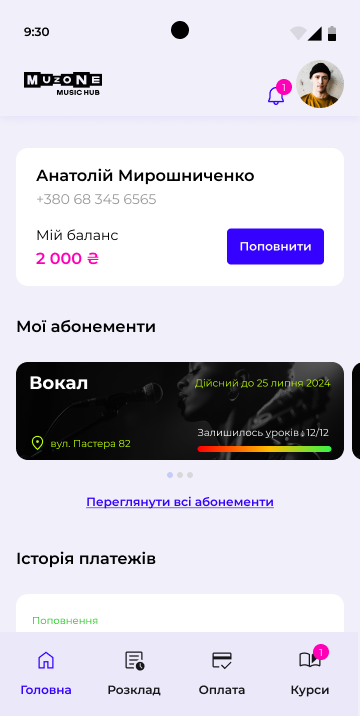 9:30
MUZONE
MUSIC HUB
1
Анатолій Мирошниченко
+380 68 345 6565
Мій баланс
2 000 ₴
Поповнити
Мої абонементи
Вокал
Дійсний до 25 липня 2024
Залишилось уроків: 12/12
вул. Пастера 82
Переглянути всі абонементи
Історія платежів
Поповнення
1
Головна
Розклад
Оплата
Курси